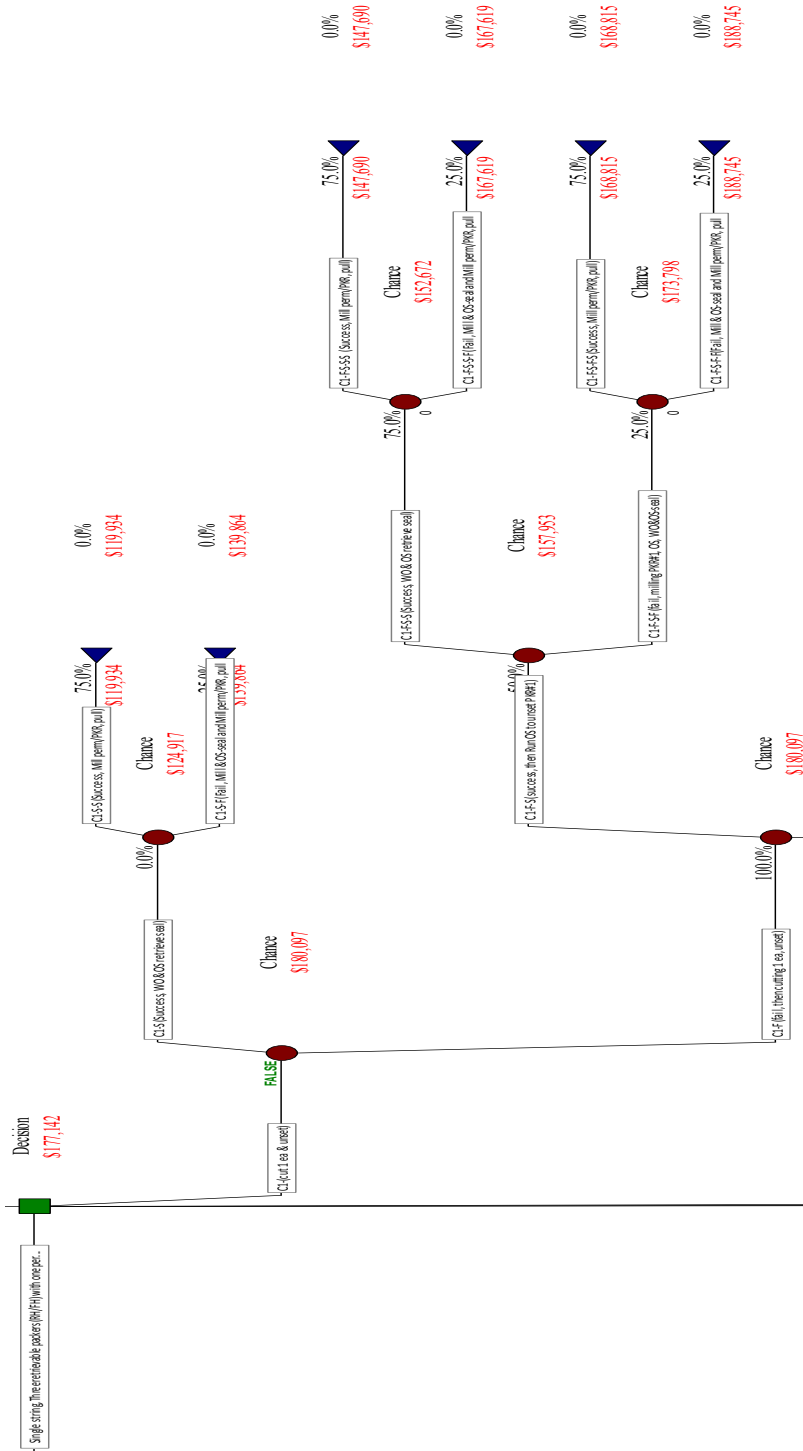 Single string, Three retrievable packers (RH/FH) with one per...
Decision
$177,142
C1-(cut 1 ea & unset)
FALSE
Chance
$180,097
C1-S (Success, WO & OS retrieve seal)
0.0%
Chance
$124,917
C1-S-S (Success, Mill perm/PKR, pull)
75.0%
$119,934
0.0%
$119,934
C1-S-F (Fail, Mill & OS-seal and Mill perm/PKR, pull
25.0%
$139,864
0.0%
$139,864
C1-F (fail, then cutting 1 ea, unset)
100.0%
Chance
$180,097
C1-F-S (success, then Run OS to unset PKR#1)
50.0%
Chance
$157,953
C1-F-S-S (Success, WO & OS retrieve seal)
75.0%
0
Chance
$152,672
C1-F-S-S-S (Success, Mill perm/PKR, pull)
75.0%
$147,690
0.0%
$147,690
C1-F-S-S-F (Fail, Mill & OS-seal and Mill perm/PKR, pull
25.0%
$167,619
0.0%
$167,619
C1-F-S-F (fail, milling PKR#1, OS, WO&OS-seal)
25.0%
0
Chance
$173,798
C1-F-S-F-S (Success, Mill perm/PKR, pull)
75.0%
$168,815
0.0%
$168,815
C1-F-S-F-F(Fail, Mill & OS-seal and Mill perm/PKR, pull
25.0%
$188,745
0.0%
$188,745